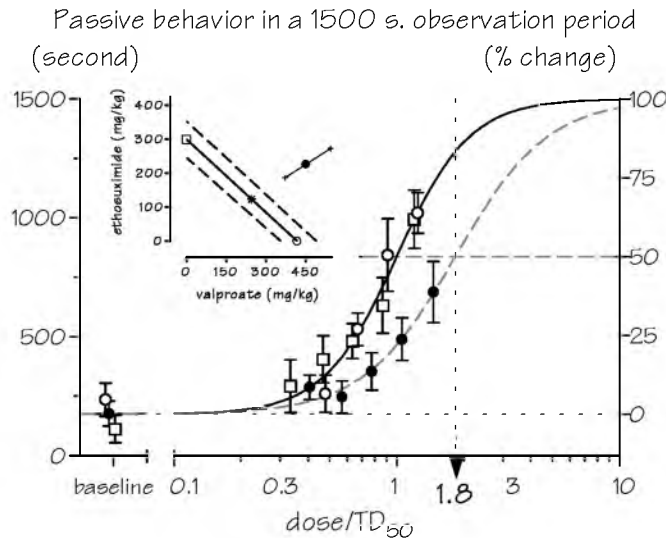 Passive behavior in a 1500 s. observation period
(second) (% change)
1500
1000
500
0
100
75
50
25
0
400
300
200
100
0
ethosuximide (mg/kg)
0 150 300 450
valproate (mg/kg)
baseline 0.1 0.3 1 1.8 3 10
dose/TD50